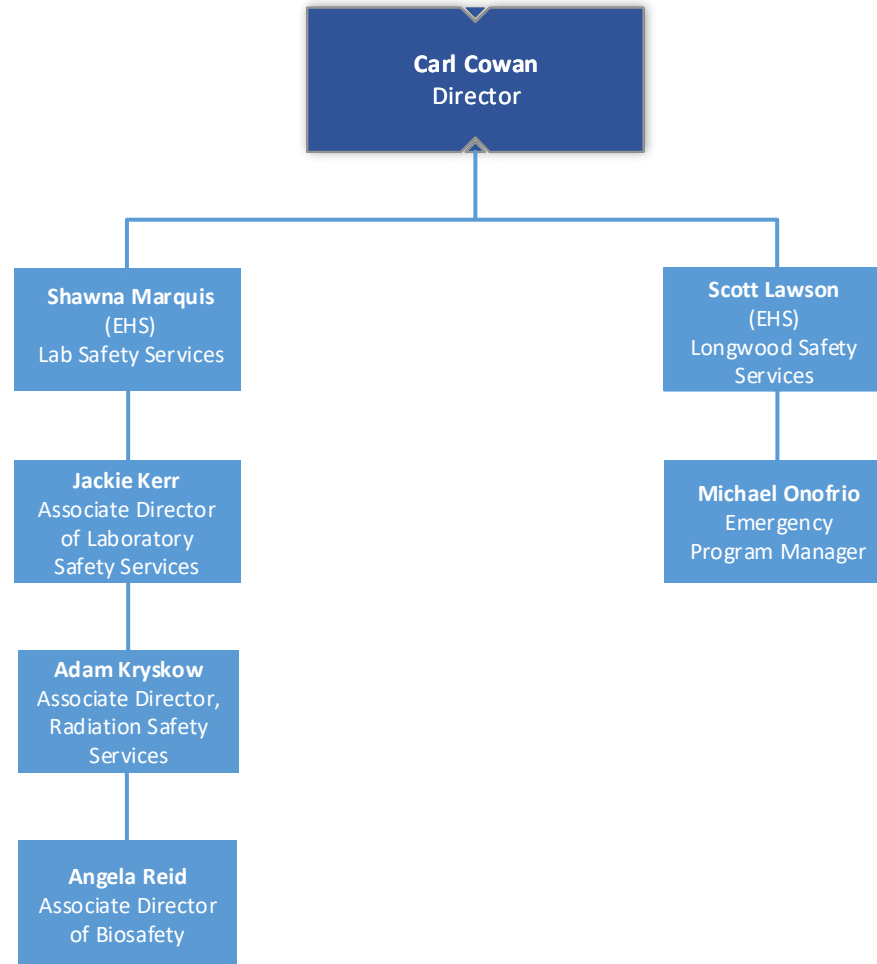 Carl Cowan
Director
Shawna Marquis
(EHS)
Lab Safety Services
Scott Lawson
(EHS)
Longwood Safety
Services
Jackie Kerr
Associate Director
of Laboratory
Safety Services
Michael Onofrio
Emergency
Program Manager
Adam Kryskow
Associate Director,
Radiation Safety
Services
Angela Reid
Associate Director
of Biosafety